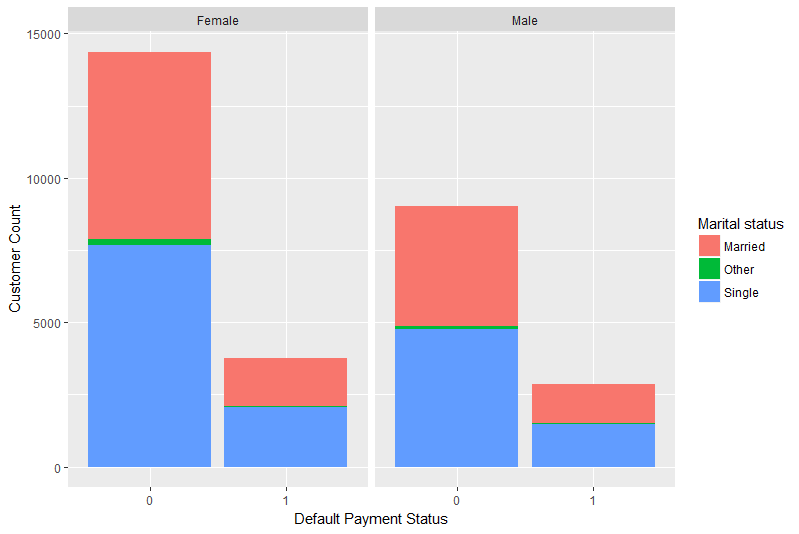 Female
Male
15000
10000
5000
0
Customer Count
0
1
0
1
Default Payment Status
Marital status
Married
Other
Single